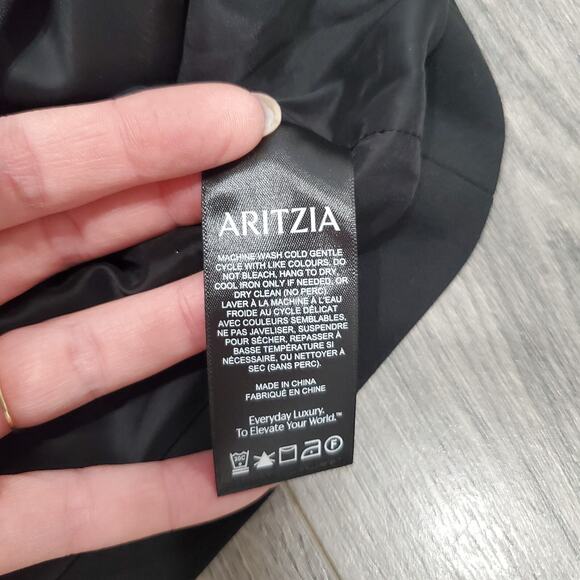 ARITZIA
MACHINE WASH COLD GENTLE
CYCLE WITH LIKE COLOURS, DO
NOT BLEACH, HANG TO DRY,
COOL IRON ONLY IF NEEDED, OR
DRY CLEAN (NO PERC).
LAVER À LA MACHINE À L'EAU
FROIDE AU CYCLE DÉLICAT
AVEC COULEURS SEMBLABLES,
NE PAS JAVELISER, SUSPENDRE
POUR SÉCHER, REPASSER À
BASSE TEMPÉRATURE SI
NÉCESSAIRE, OU NETTOYER À
SEC (SANS PERC).
MADE IN CHINA
FABRIQUÉ EN CHINE
Everyday Luxury.
To Elevate Your World.™
30C F